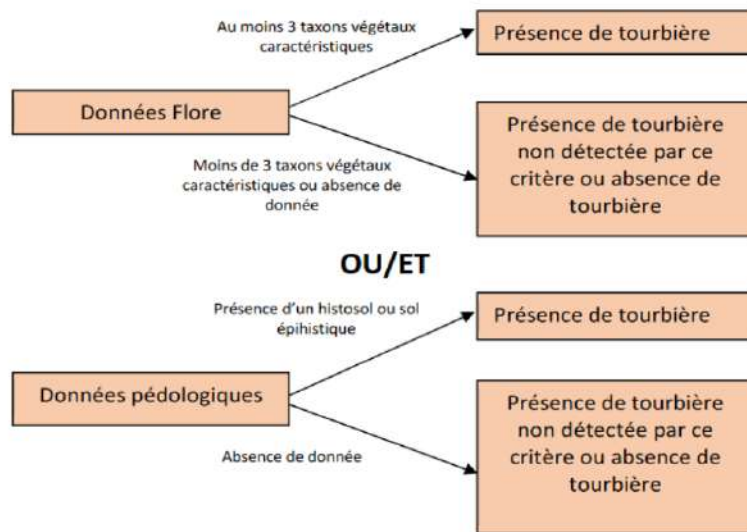 Au moins 3 taxons végétaux
caractéristiques
Présence de tourbière
Données Flore
Présence de tourbière
non détectée par ce
critère ou absence de
tourbière
Moins de 3 taxons végétaux
caractéristiques ou absence de
donnée
OU/ET
Présence d'un histosol ou sol
épihistique
Présence de tourbière
Données pédologiques
Présence de tourbière
non détectée par ce
critère ou absence de
tourbière
Absence de donnée